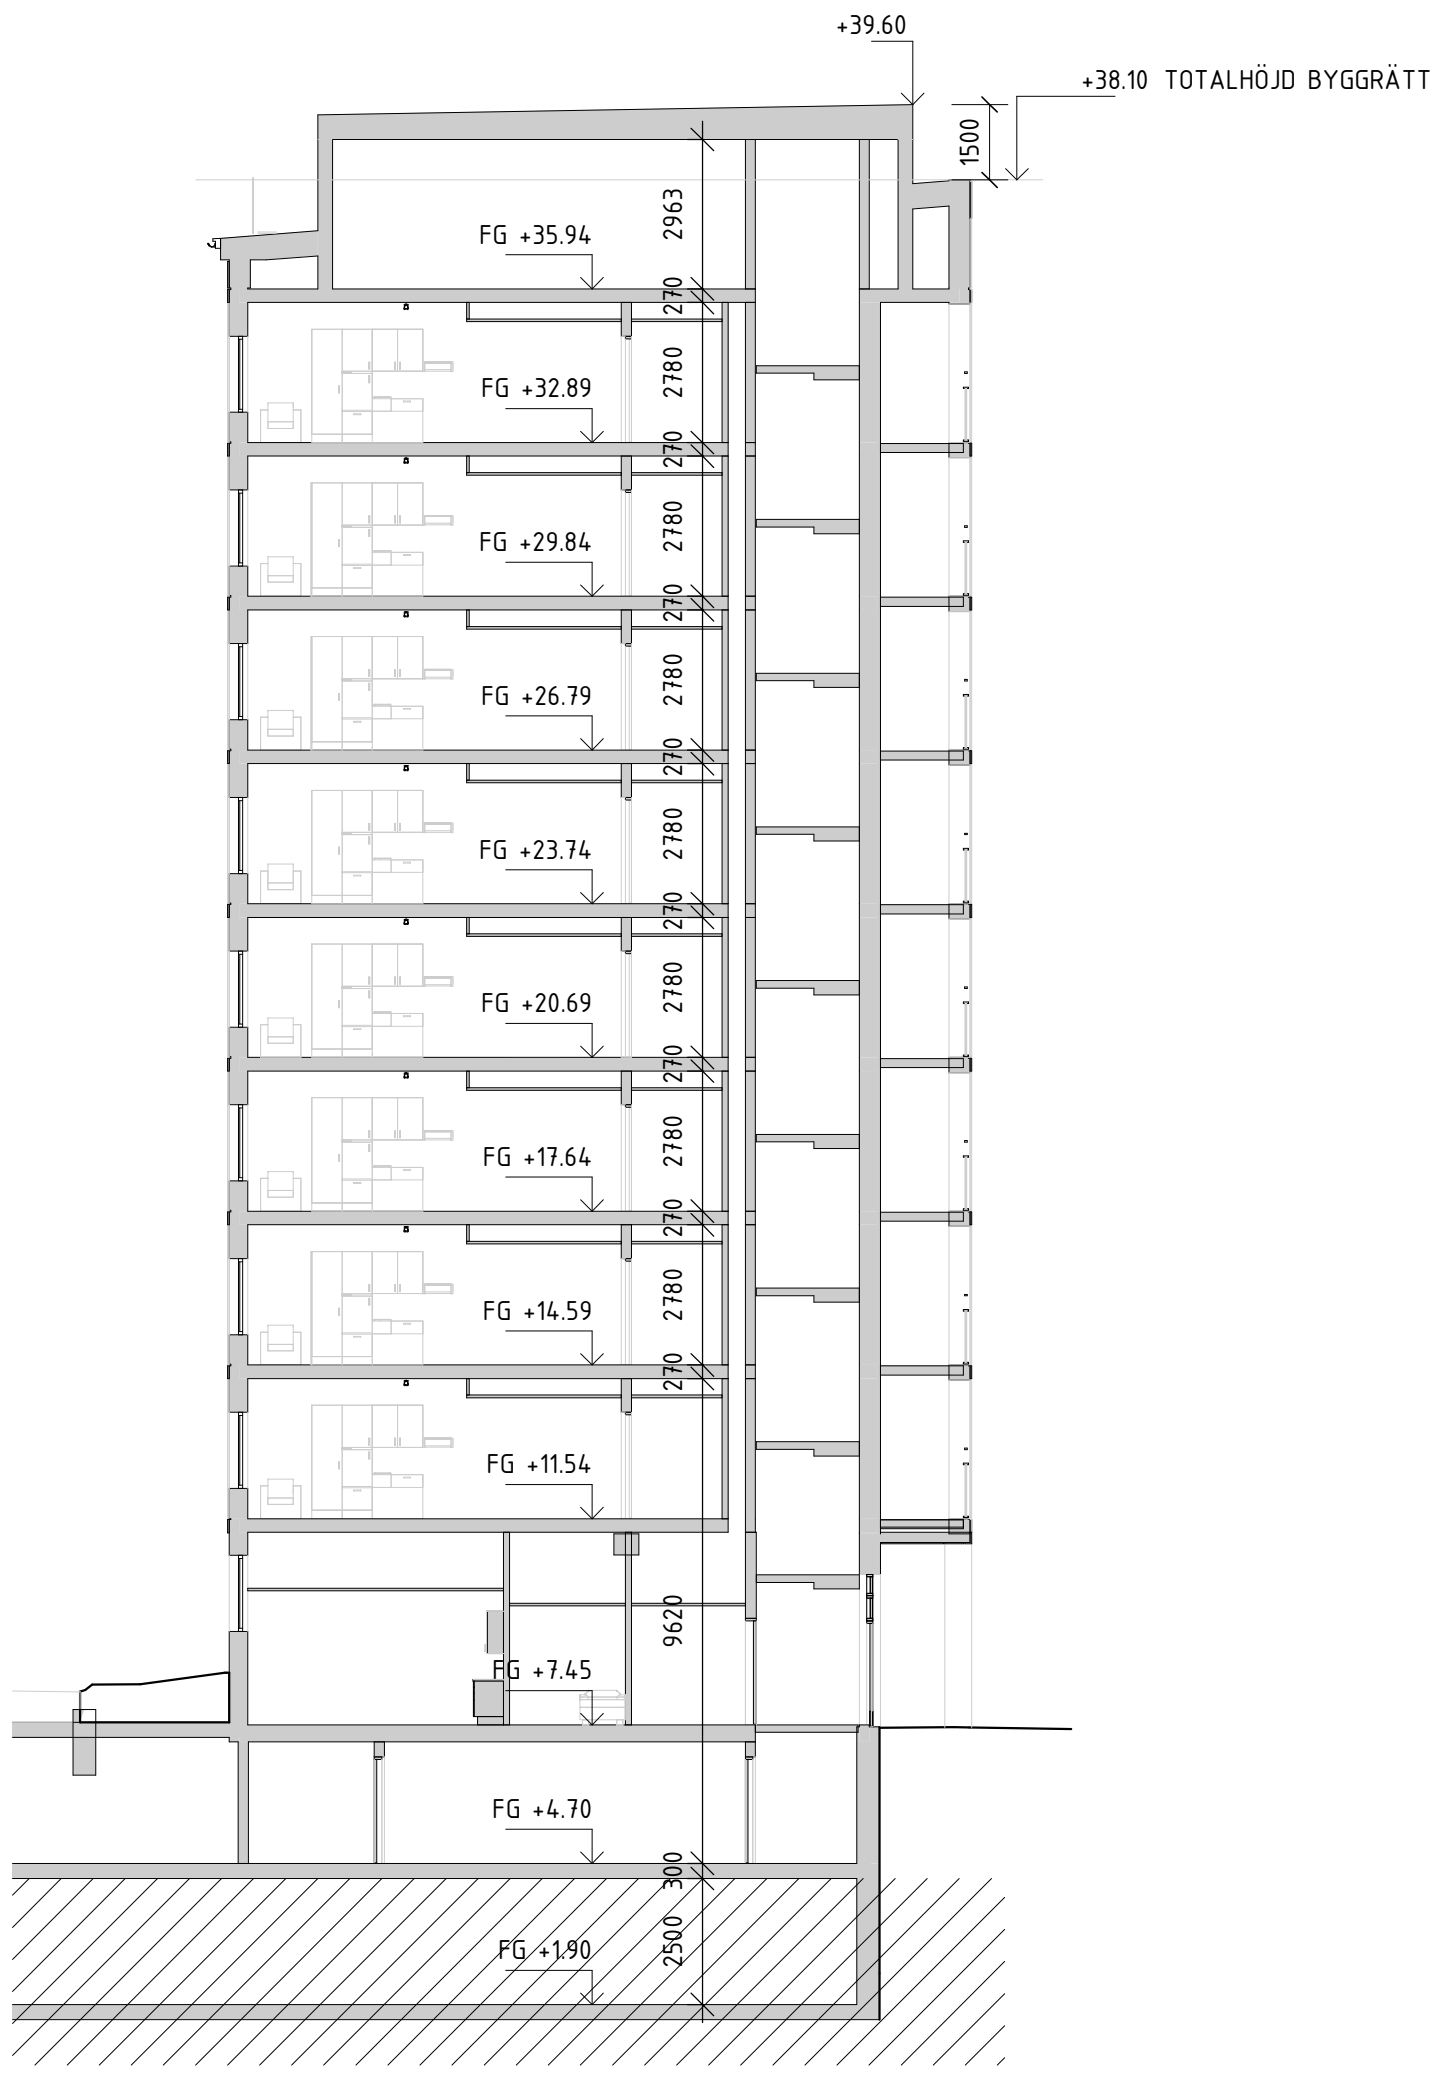 +39.60
+38.10 TOTALHÖJD BYGGRÄTT
1500
2963
FG +35.94
270
2780
FG +32.89
270
2780
FG +29.84
270
2780
FG +26.79
270
2780
FG +23.74
270
2780
FG +20.69
270
2780
FG +17.64
270
2780
FG +14.59
270
FG +11.54
9620
FG +7.45
FG +4.70
300
2500
FG +1.90